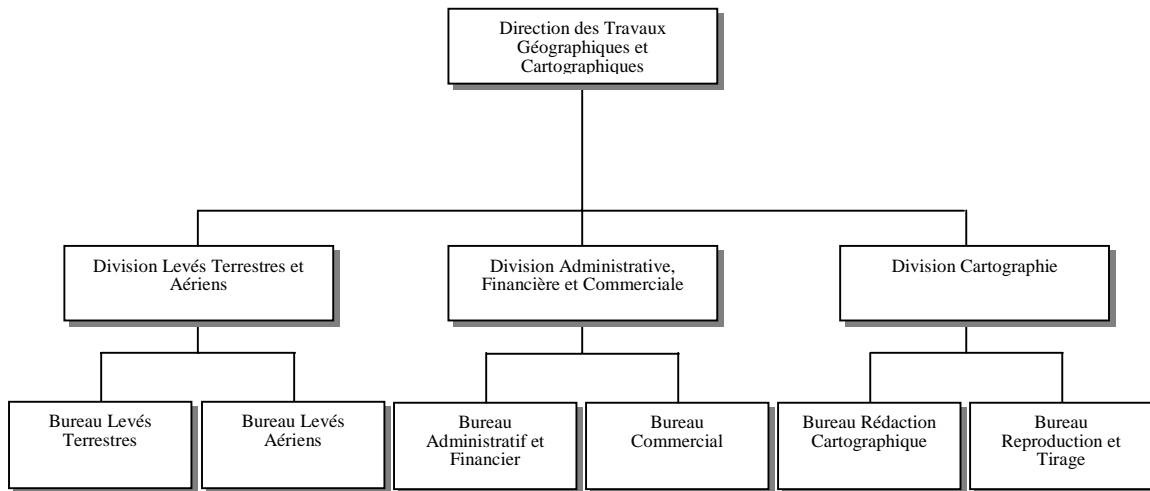 Direction des Travaux
Géographiques et
Cartographiques
Division Levés Terrestres et
Aériens
Division Administrative,
Financière et Commerciale
Division Cartographie
Bureau Levés
Terrestres
Bureau Levés
Aériens
Bureau
Administratif et
Financier
Bureau
Commercial
Bureau Rédaction
Cartographique
Bureau
Reproduction et
Tirage